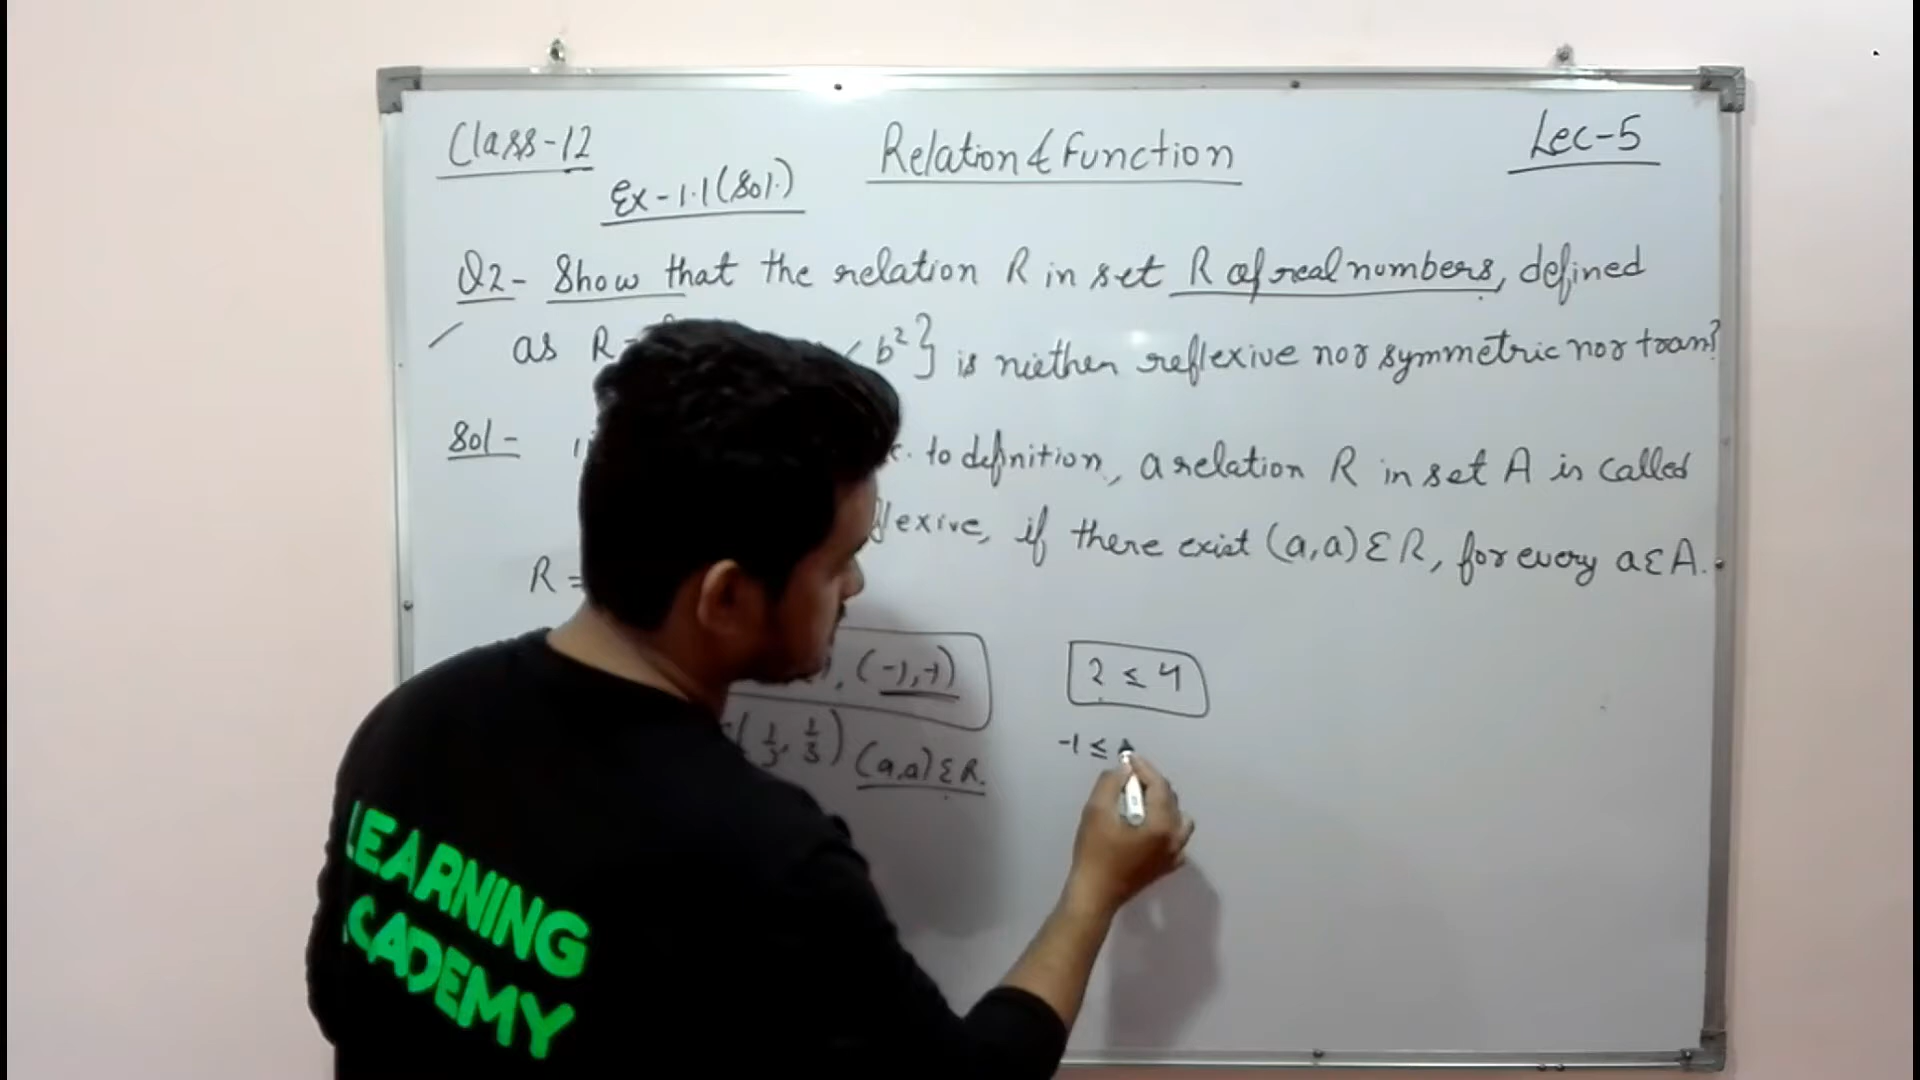 Class-12
Relation & Function
Lec-5
Ex-1.1(Sol.)
Q2- Show that the relation R in set R of real numbers, defined
as R= b²} is niether reflexive nor symmetric nor tran?
Sol- to definition, a relation R in set A is called
flexive, if there exist (a,a) Ɛ R, for every a Ɛ A.
R =
(-1,-1)
2 ≤ 4
(a,a) Ɛ R.
-1 ≤
LEARNING
ACADEMY